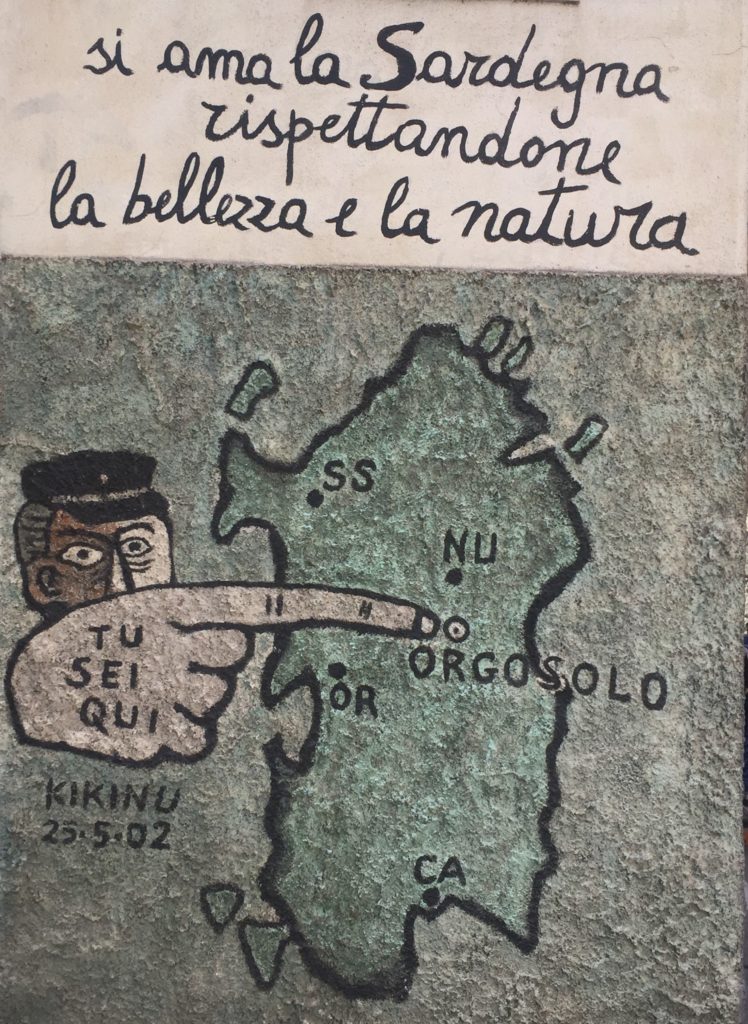 si ama la Sardegna
rispettandone
la bellezza e la natura
SS
NU
TU
SEI
QUI
ORGOSOLO
OR
KIKINU
25.5.02
CA